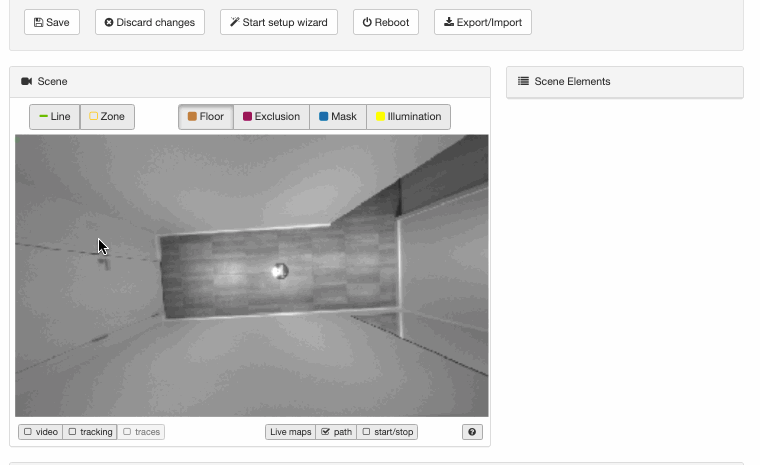 Save Discard changes Start setup wizard Reboot Export/Import
Scene
Scene Elements
Line Zone Floor Exclusion Mask Illumination
video tracking traces Live maps path start/stop